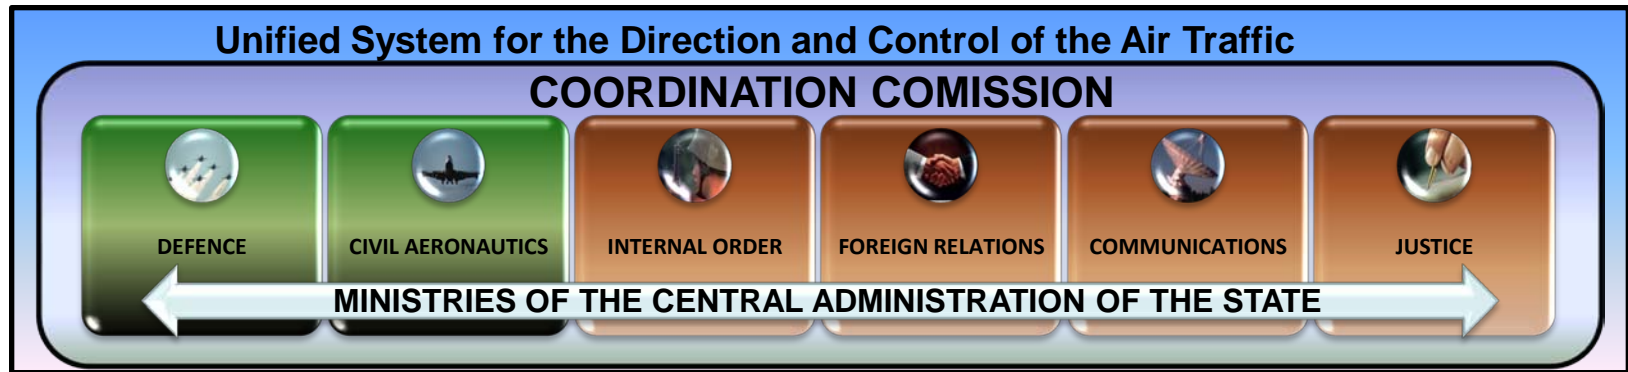 Unified System for the Direction and Control of the Air Traffic
COORDINATION COMISSION
DEFENCE
CIVIL AERONAUTICS
INTERNAL ORDER
FOREIGN RELATIONS
COMMUNICATIONS
JUSTICE
MINISTRIES OF THE CENTRAL ADMINISTRATION OF THE STATE